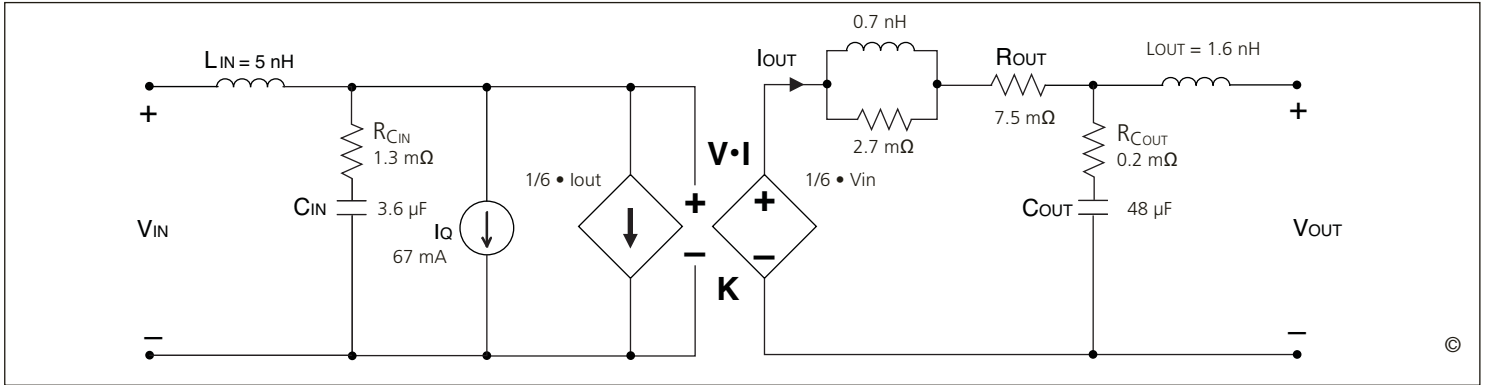 LIN = 5 nH
+
VIN
–
RCIN
1.3 mΩ
CIN
3.6 µF
IQ
67 mA
1/6 • Iout
+
–
V•I
K
1/6 • Vin
+
–
IOUT
0.7 nH
2.7 mΩ
ROUT
7.5 mΩ
RCOUT
0.2 mΩ
COUT
48 µF
LOUT = 1.6 nH
+
VOUT
–
©